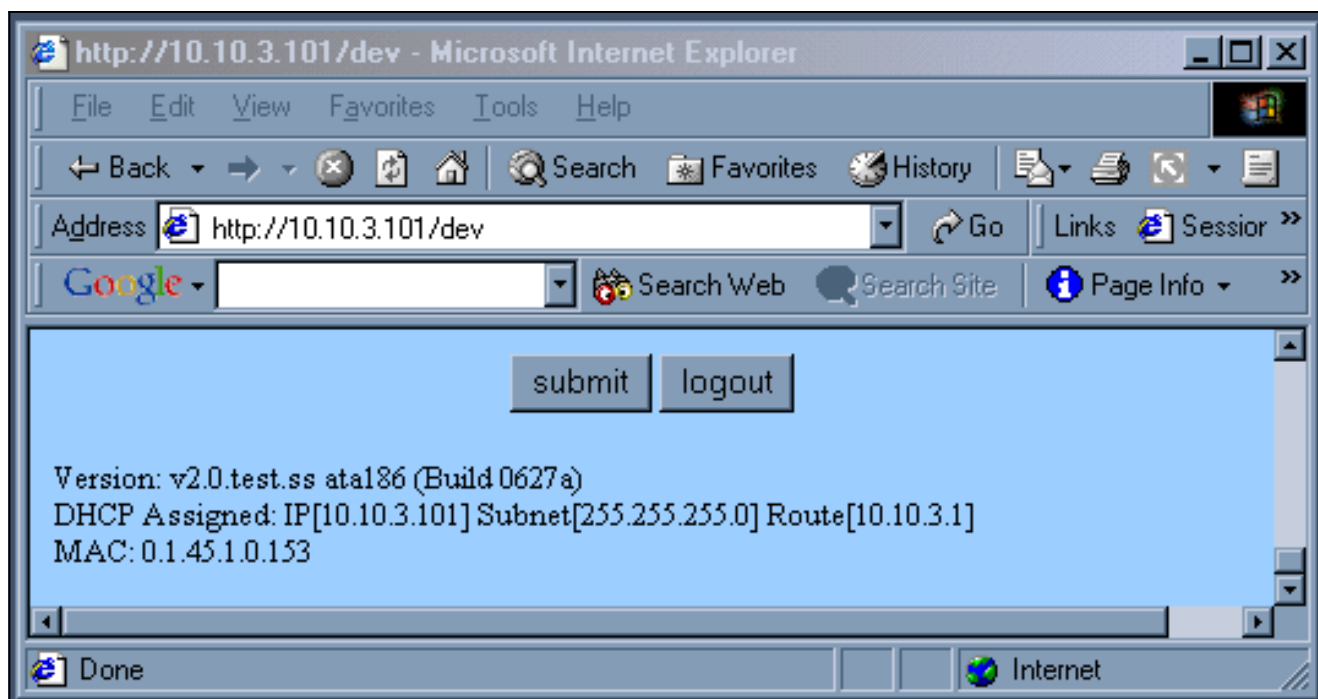 http://10.10.3.101/dev - Microsoft Internet Explorer
File Edit View Favorites Tools Help
Back Search Favorites History
Address http://10.10.3.101/dev Go Links Session »
Google Search Web Search Site Page Info »
submit logout
Version: v2.0.test.ss ata186 (Build 0627a)
DHCP Assigned: IP[10.10.3.101] Subnet[255.255.255.0] Route[10.10.3.1]
MAC: 0.1.45.1.0.153
Done Internet